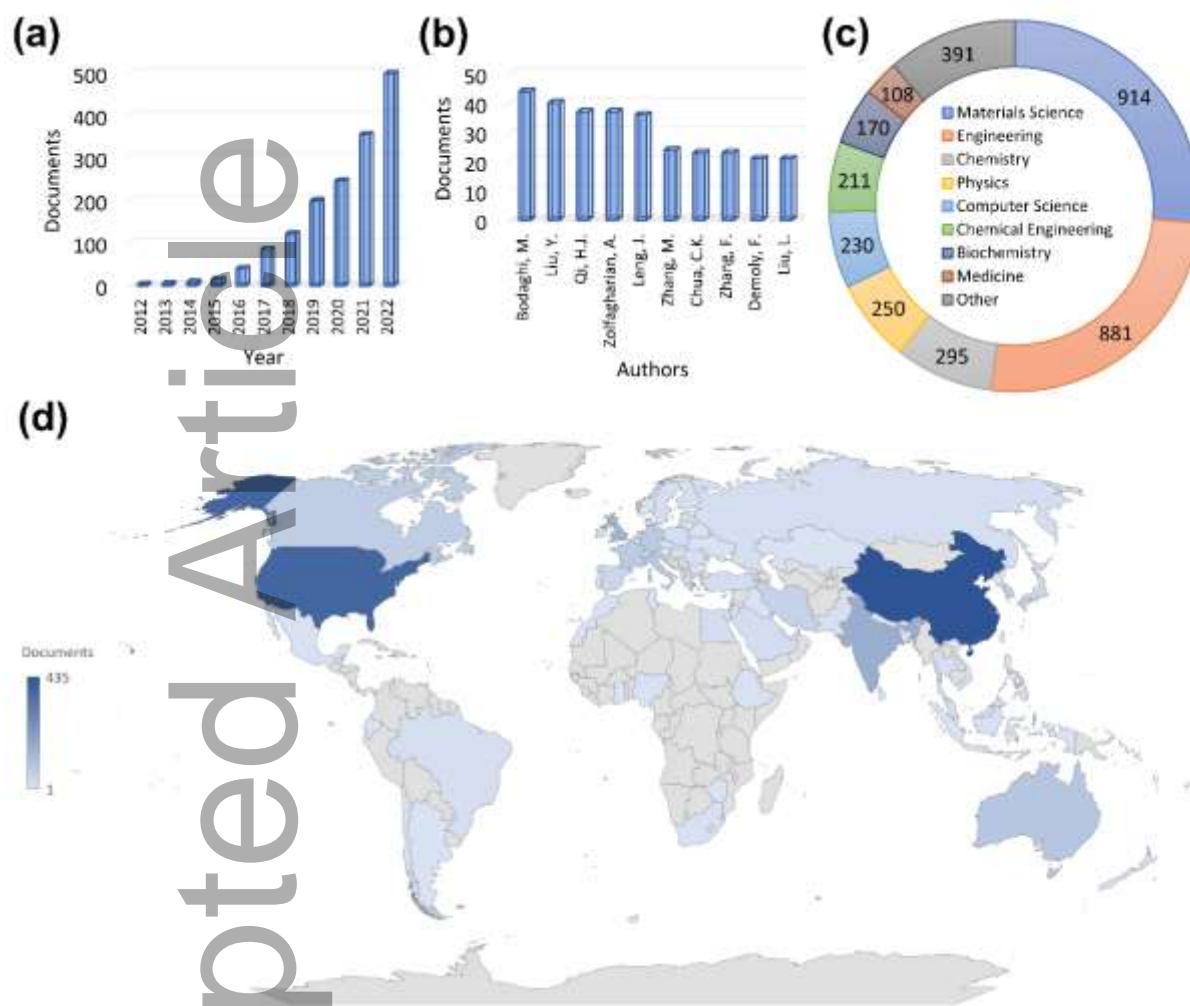 (a)
Documents
500
400
300
200
100
0
2012
2013
2014
2015
2016
2017
2018
2019
2020
2021
2022
Year
(b)
Documents
50
40
30
20
10
0
Bodaghi, M.
Liu, Y.
Qi, H.J.
Zolfagharian, A.
Leng, J.
Zhang, M.
Chua, C.K.
Zhang, F.
Demoly, F.
Liu, L.
Authors
(c)
391
914
108
170
211
230
250
295
881
Materials Science
Engineering
Chemistry
Physics
Computer Science
Chemical Engineering
Biochemistry
Medicine
Other
(d)
Documents
435
1
pted Article